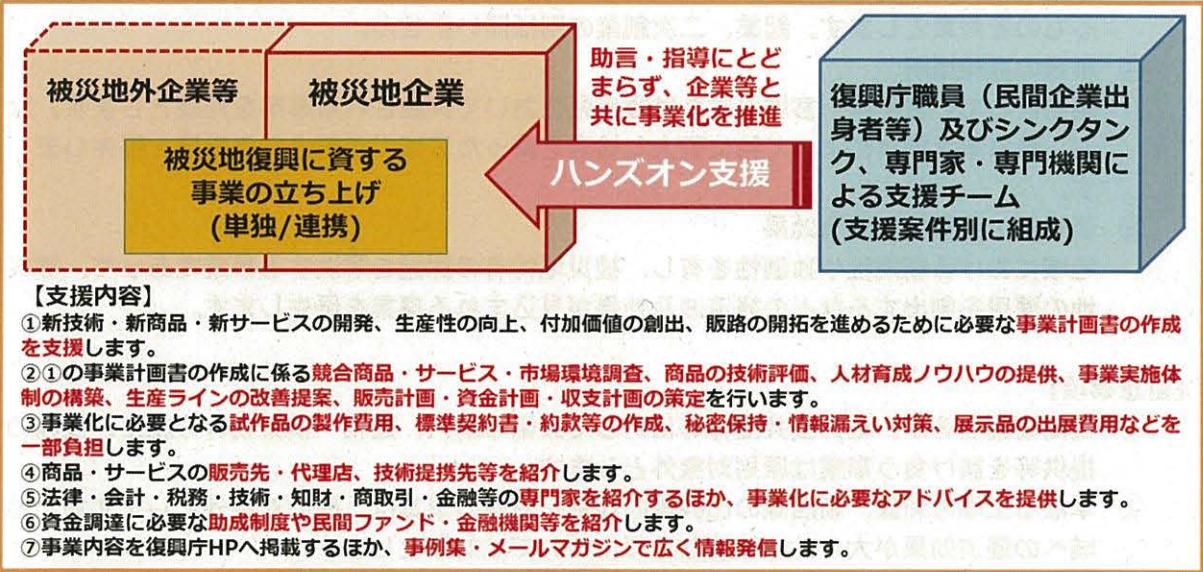 被災地外企業等
被災地企業
被災地復興に資する
事業の立ち上げ
(単独/連携)
助言・指導にとど
まらず、企業等と
共に事業化を推進
ハンズオン支援
復興庁職員（民間企業出
身者等）及びシンクタン
ク、専門家・専門機関に
よる支援チーム
(支援案件別に組成)
【支援内容】
①新技術・新商品・新サービスの開発、生産性の向上、付加価値の創出、販路の開拓を進めるために必要な事業計画書の作成
を支援します。
②①の事業計画書の作成に係る競合商品・サービス・市場環境調査、商品の技術評価、人材育成ノウハウの提供、事業実施体
制の構築、生産ラインの改善提案、販売計画・資金計画・収支計画の策定を行います。
③事業化に必要となる試作品の製作費用、標準契約書・約款等の作成、秘密保持・情報漏えい対策、展示品の出展費用などを
一部負担します。
④商品・サービスの販売先・代理店、技術提携先等を紹介します。
⑤法律・会計・税務・技術・知財・商取引・金融等の専門家を紹介するほか、事業化に必要なアドバイスを提供します。
⑥資金調達に必要な助成制度や民間ファンド・金融機関等を紹介します。
⑦事業内容を復興庁HPへ掲載するほか、事例集・メールマガジンで広く情報発信します。